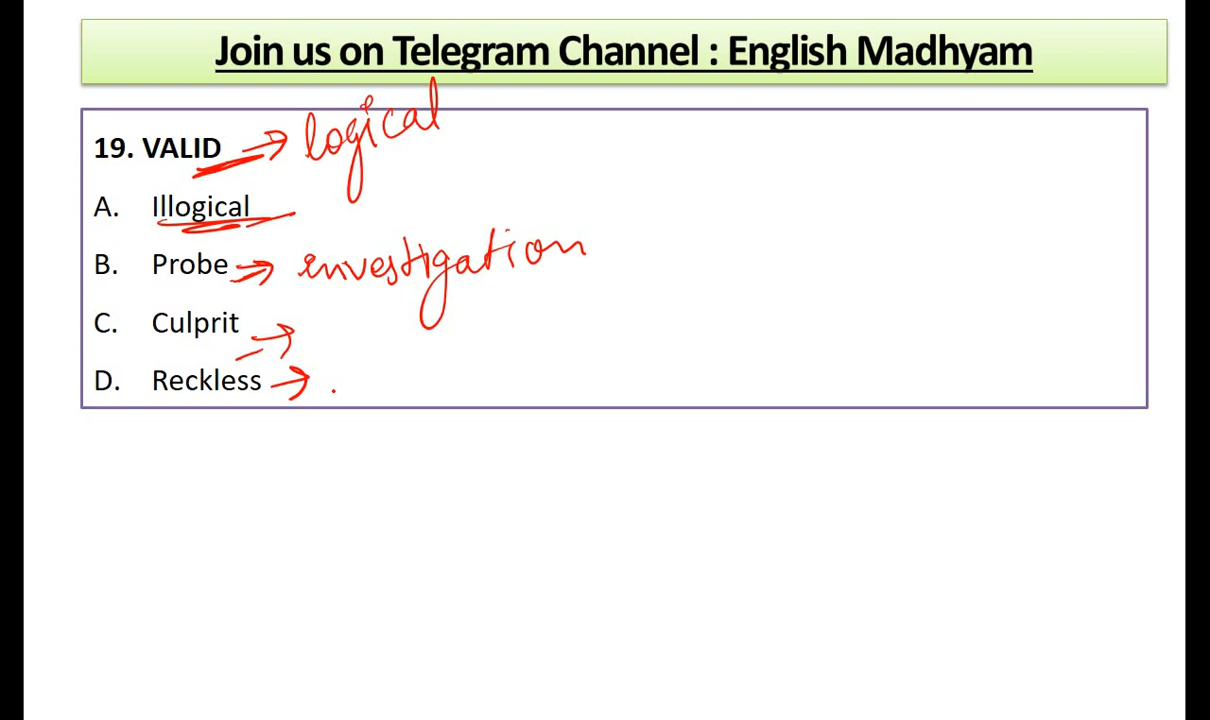 Join us on Telegram Channel : English Madhyam
19. VALID → logical
A. Illogical
B. Probe → investigation
C. Culprit →
D. Reckless →